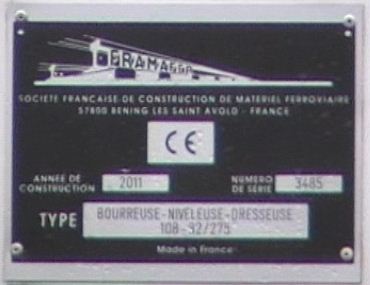 FRAMAFER
SOCIETE FRANCAISE DE CONSTRUCTION DE MATERIEL FERROVIAIRE
57800 BENING LES SAINT AVOLD - FRANCE
CE
ANNEE DE CONSTRUCTION 2011
NUMERO DE SERIE 3485
TYPE BOURREUSE-NIVELEUSE-DRESSEUSE
108-32/275
Made in France